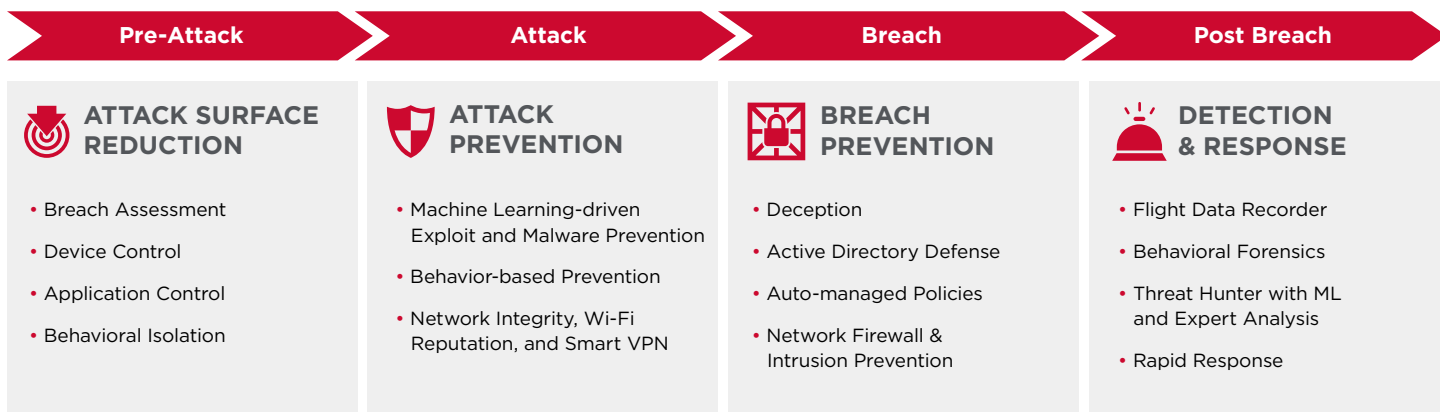 Pre-Attack
Attack
Breach
Post Breach
ATTACK SURFACE
REDUCTION
• Breach Assessment
• Device Control
• Application Control
• Behavioral Isolation
ATTACK
PREVENTION
• Machine Learning-driven
Exploit and Malware Prevention
• Behavior-based Prevention
• Network Integrity, Wi-Fi
Reputation, and Smart VPN
BREACH
PREVENTION
• Deception
• Active Directory Defense
• Auto-managed Policies
• Network Firewall &
Intrusion Prevention
DETECTION
& RESPONSE
• Flight Data Recorder
• Behavioral Forensics
• Threat Hunter with ML
and Expert Analysis
• Rapid Response